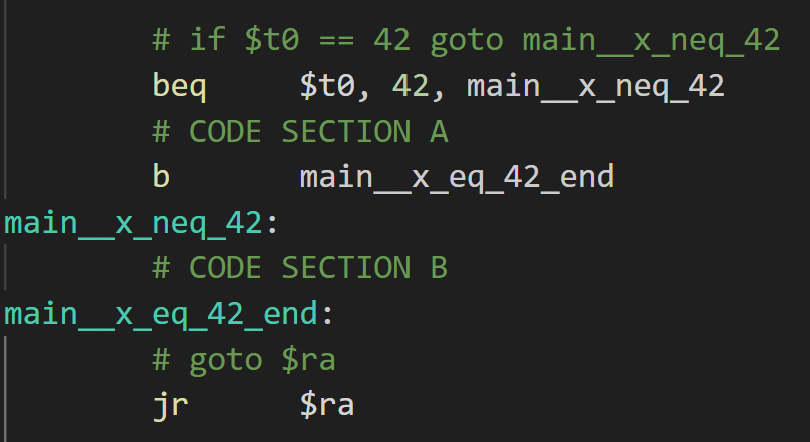 # if $t0 == 42 goto main__x_neq_42
beq $t0, 42, main__x_neq_42
# CODE SECTION A
b main__x_eq_42_end
main__x_neq_42:
# CODE SECTION B
main__x_eq_42_end:
# goto $ra
jr $ra